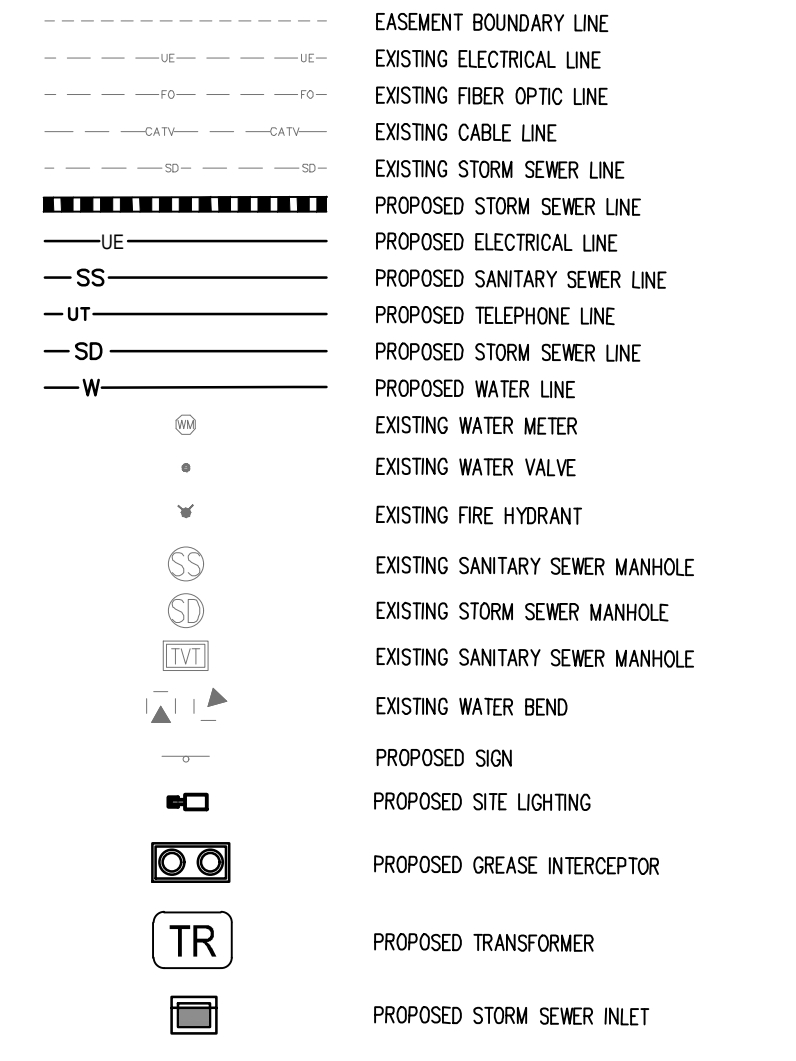 EASEMENT BOUNDARY LINE
UE UE EXISTING ELECTRICAL LINE
FO FO EXISTING FIBER OPTIC LINE
CATV CATV EXISTING CABLE LINE
SD SD EXISTING STORM SEWER LINE
PROPOSED STORM SEWER LINE
UE PROPOSED ELECTRICAL LINE
SS PROPOSED SANITARY SEWER LINE
UT PROPOSED TELEPHONE LINE
SD PROPOSED STORM SEWER LINE
W PROPOSED WATER LINE
WM EXISTING WATER METER
EXISTING WATER VALVE
EXISTING FIRE HYDRANT
SS EXISTING SANITARY SEWER MANHOLE
SD EXISTING STORM SEWER MANHOLE
TVT EXISTING SANITARY SEWER MANHOLE
EXISTING WATER BEND
PROPOSED SIGN
PROPOSED SITE LIGHTING
PROPOSED GREASE INTERCEPTOR
TR PROPOSED TRANSFORMER
PROPOSED STORM SEWER INLET